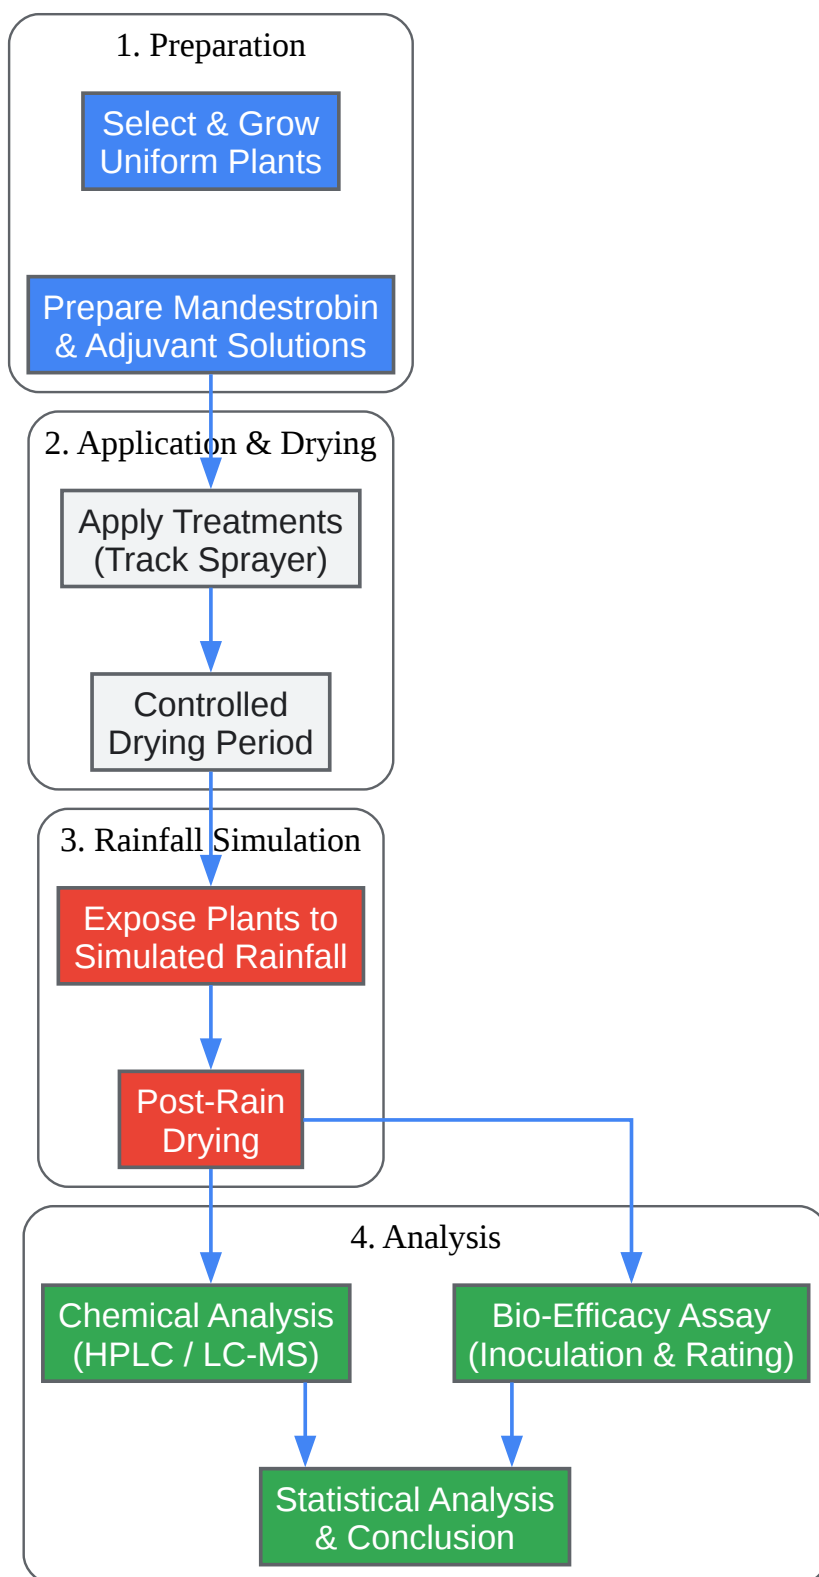 1. Preparation
Select & Grow
Uniform Plants
Prepare Mandestrobin
& Adjuvant Solutions
2. Application & Drying
Apply Treatments
(Track Sprayer)
Controlled
Drying Period
3. Rainfall Simulation
Expose Plants to
Simulated Rainfall
Post-Rain
Drying
4. Analysis
Chemical Analysis
(HPLC / LC-MS)
Bio-Efficacy Assay
(Inoculation & Rating)
Statistical Analysis
& Conclusion